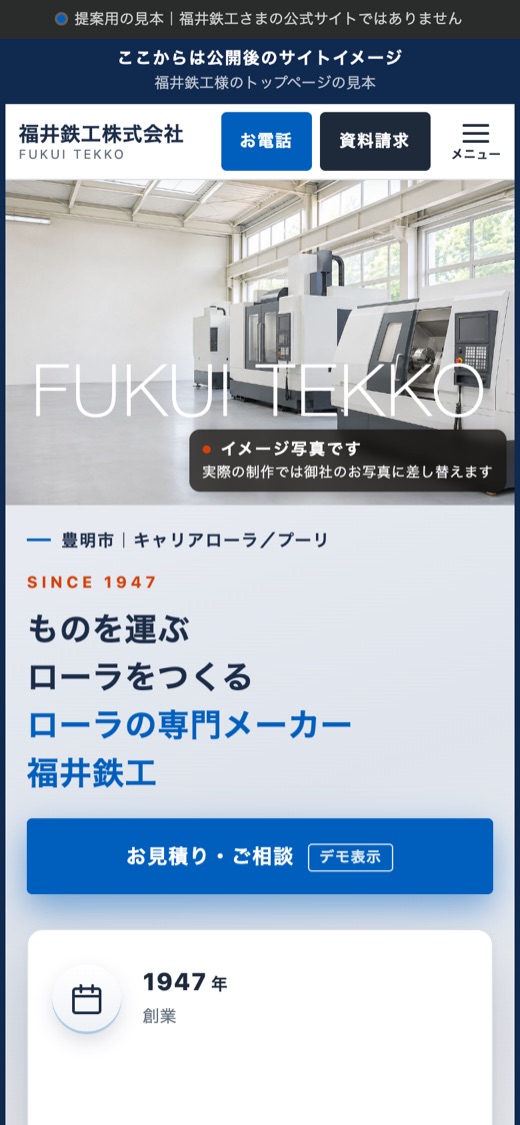 提案用の見本｜福井鉄工さまの公式サイトではありません
ここからは公開後のサイトイメージ
福井鉄工様のトップページの見本
福井鉄工株式会社
FUKUI TEKKO
お電話
資料請求
メニュー
FUKUI TEKKO
イメージ写真です
実際の制作では御社のお写真に差し替えます
豊明市｜キャリアローラ／プーリ
SINCE 1947
ものを運ぶ
ローラをつくる
ローラの専門メーカー
福井鉄工
お見積り・ご相談 デモ表示
1947 年
創業